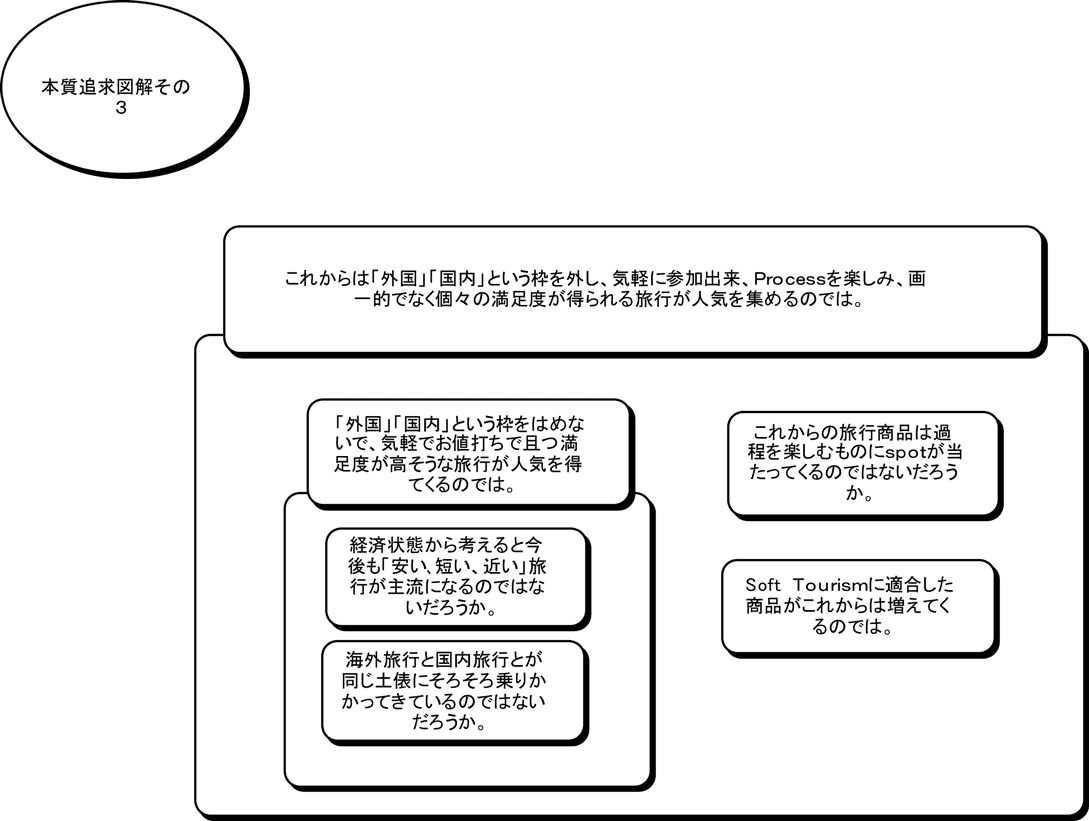 本質追求図解その
３
これからは「外国」「国内」という枠を外し、気軽に参加出来、Processを楽しみ、画
一的でなく個々の満足度が得られる旅行が人気を集めるのでは。
「外国」「国内」という枠をはめな
いで、気軽でお値打ちで且つ満
足度が高そうな旅行が人気を得
てくるのでは。
経済状態から考えると今
後も「安い、短い、近い」旅
行が主流になるのではな
いだろうか。
海外旅行と国内旅行とが
同じ土俵にそろそろ乗りか
かってきているのではない
だろうか。
これからの旅行商品は過
程を楽しむものにspotが当
たってくるのではないだろう
か。
Soft　Tourismに適合した
商品がこれからは増えてく
るのでは。